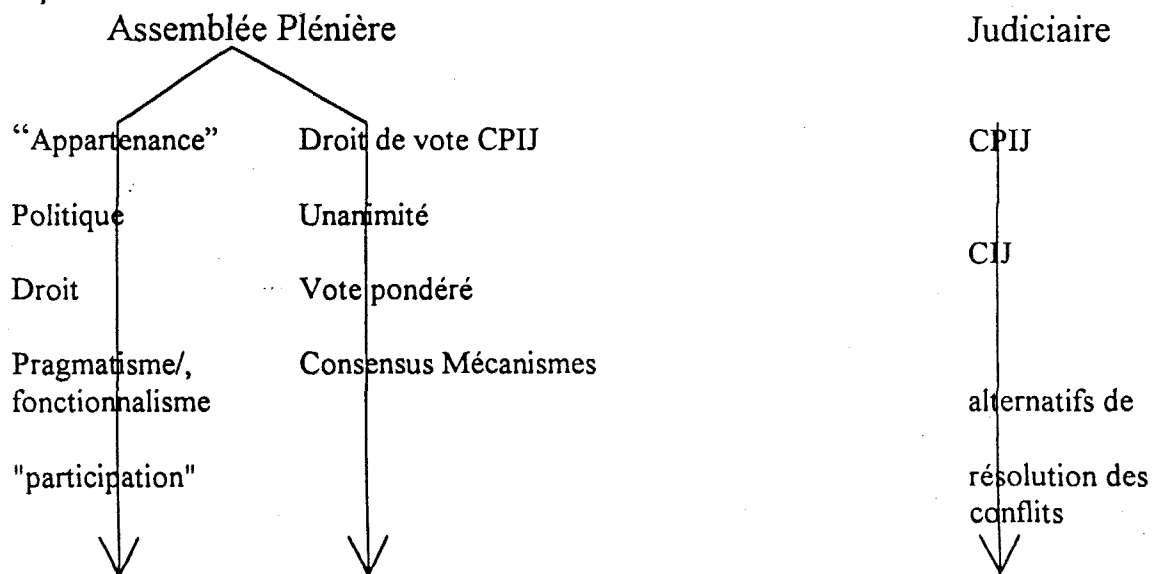 Assemblée Plénière
Judiciaire
“Appartenance”
Droit de vote CPIJ
CPIJ
Politique
Unanimité
CIJ
Droit
Vote pondéré
Pragmatisme/,
Consensus Mécanismes
fonctionnalisme
alternatifs de
"participation"
résolution des
conflits